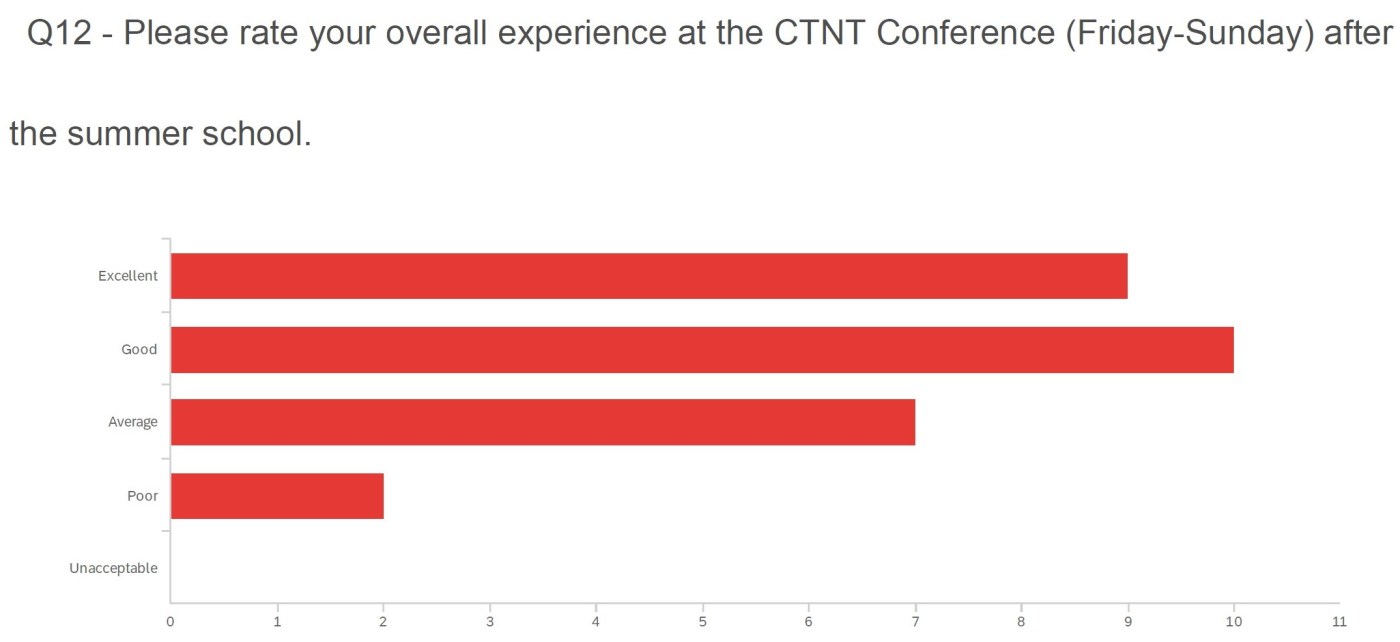 Q12 - Please rate your overall experience at the CTNT Conference (Friday-Sunday) after
the summer school.
Excellent
Good
Average
Poor
Unacceptable
0 1 2 3 4 5 6 7 8 9 10 11